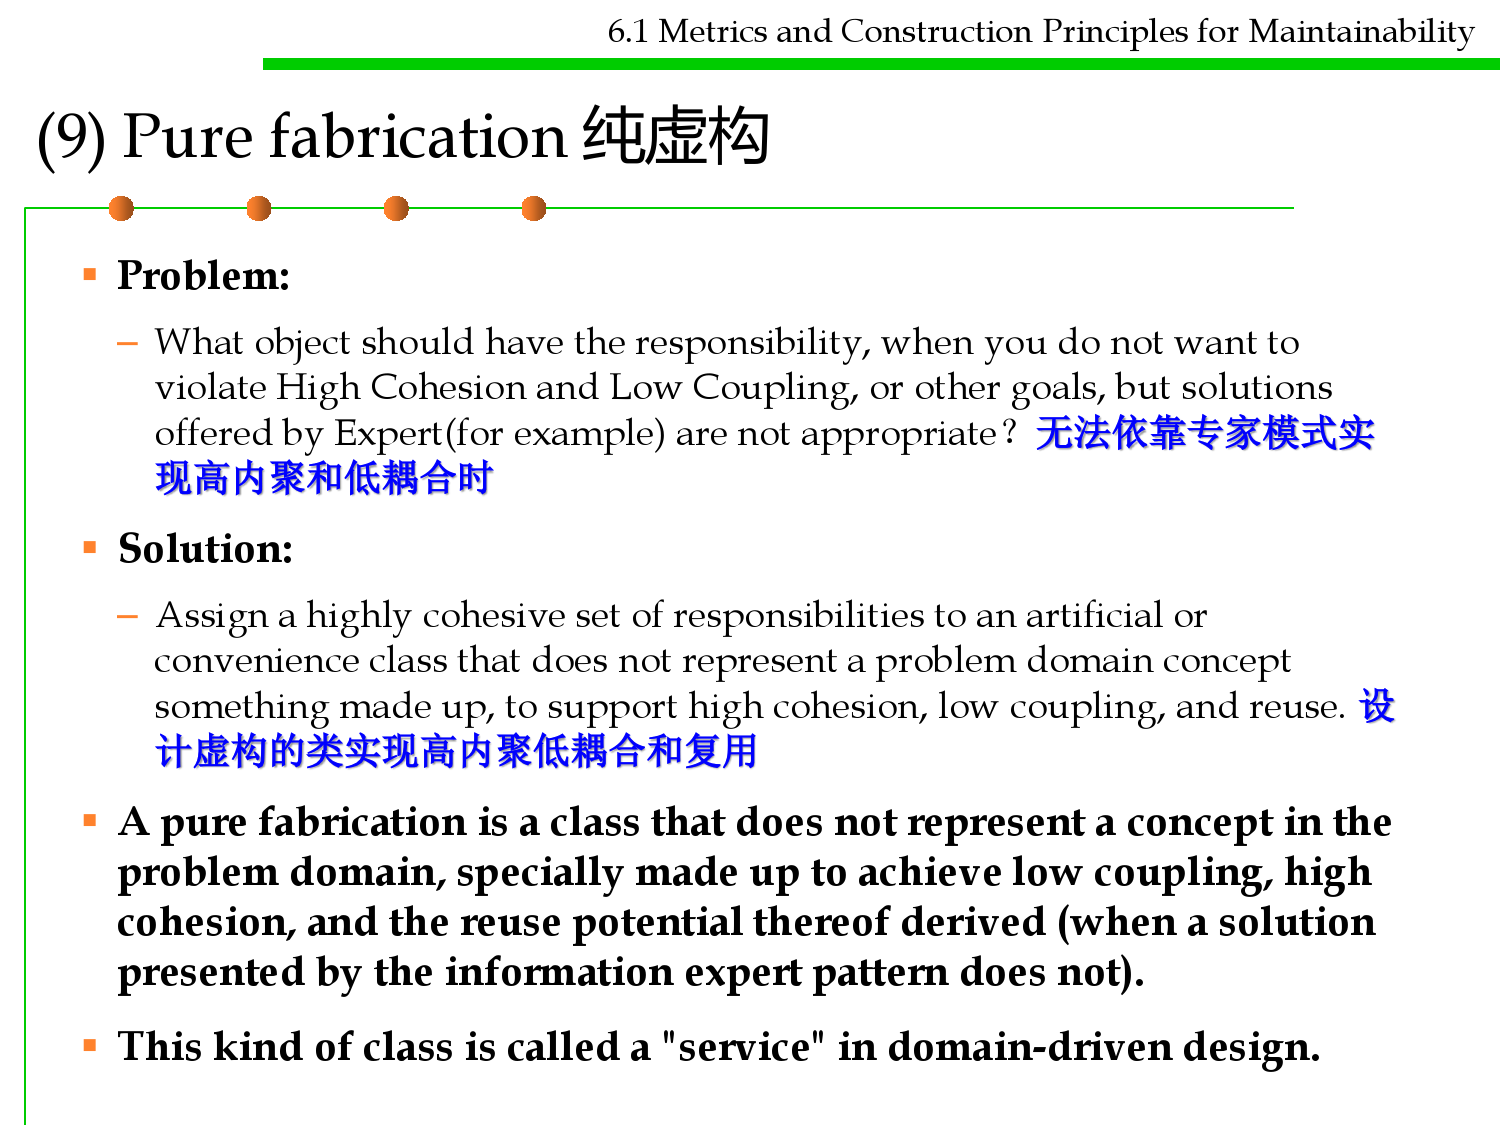 6.1 Metrics and Construction Principles for Maintainability
(9) Pure fabrication 纯虚构
Problem:
– What object should have the responsibility, when you do not want to
violate High Cohesion and Low Coupling, or other goals, but solutions
offered by Expert(for example) are not appropriate？无法依靠专家模式实
现高内聚和低耦合时
Solution:
– Assign a highly cohesive set of responsibilities to an artificial or
convenience class that does not represent a problem domain concept
something made up, to support high cohesion, low coupling, and reuse. 设
计虚构的类实现高内聚低耦合和复用
A pure fabrication is a class that does not represent a concept in the
problem domain, specially made up to achieve low coupling, high
cohesion, and the reuse potential thereof derived (when a solution
presented by the information expert pattern does not).
This kind of class is called a "service" in domain-driven design.